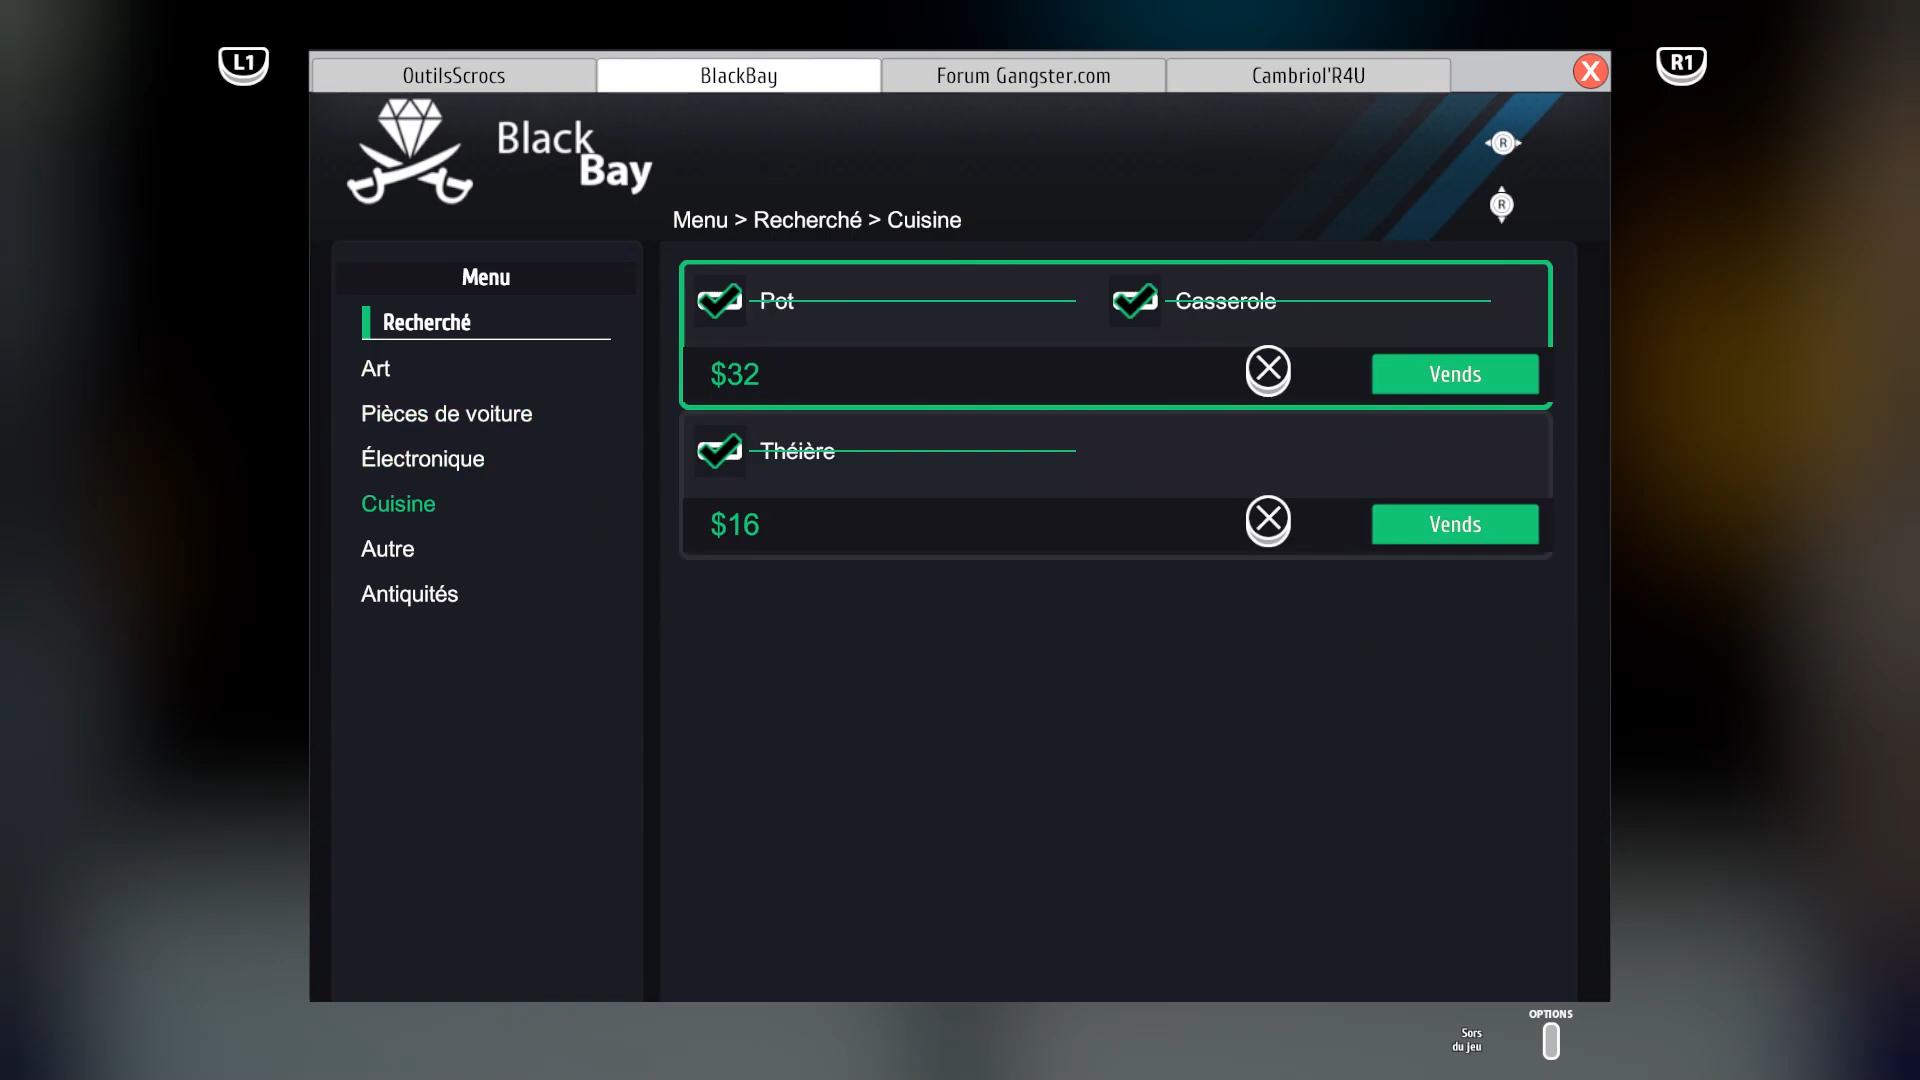 L1
OutilsScrocs
BlackBay
Forum Gangster.com
Cambriol'R4U
X
R1
Black
Bay
R
R
Menu > Recherché > Cuisine
Menu
Recherché
Art
Pièces de voiture
Électronique
Cuisine
Autre
Antiquités
Pot
Casserole
$32
Vends
Théière
$16
Vends
OPTIONS
Sors
du jeu